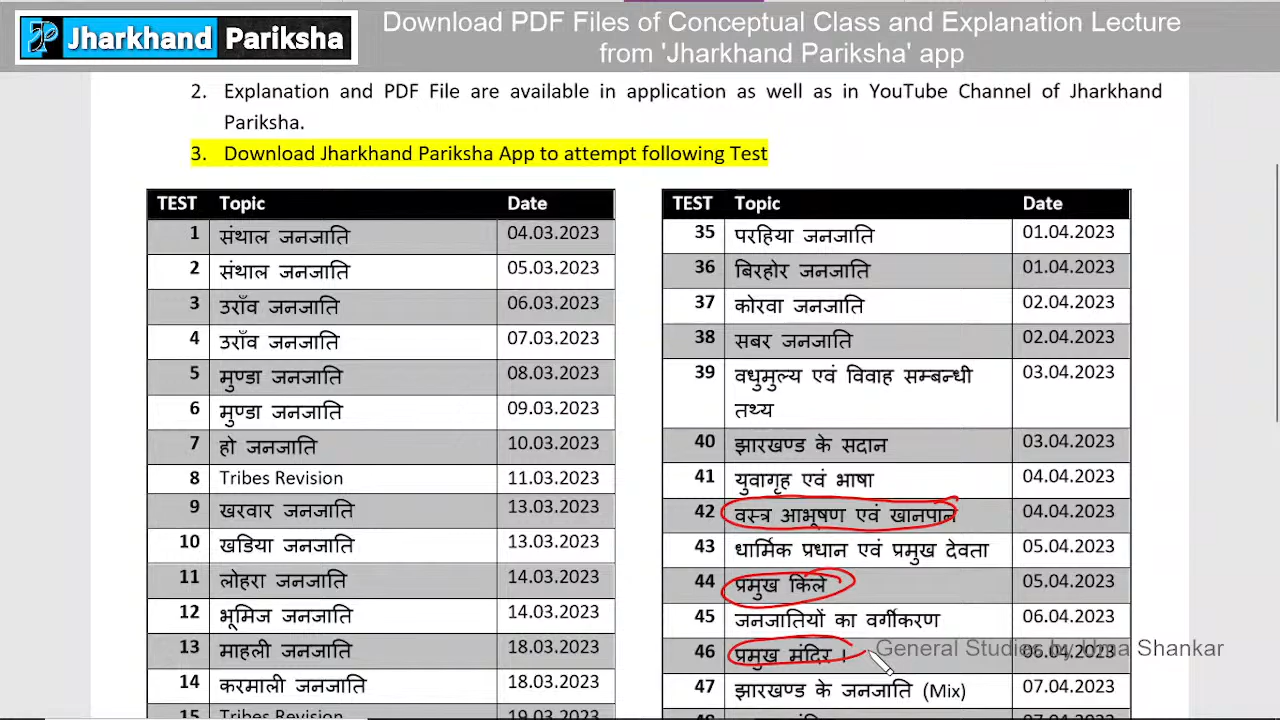 Jharkhand Pariksha
Download PDF Files of Conceptual Class and Explanation Lecture
from 'Jharkhand Pariksha' app
2. Explanation and PDF File are available in application as well as in YouTube Channel of Jharkhand
Pariksha.
3. Download Jharkhand Pariksha App to attempt following Test
TEST Topic Date
1 संथाल जनजाति 04.03.2023
2 संथाल जनजाति 05.03.2023
3 उराँव जनजाति 06.03.2023
4 उराँव जनजाति 07.03.2023
5 मुण्डा जनजाति 08.03.2023
6 मुण्डा जनजाति 09.03.2023
7 हो जनजाति 10.03.2023
8 Tribes Revision 11.03.2023
9 खरवार जनजाति 13.03.2023
10 खडिया जनजाति 13.03.2023
11 लोहरा जनजाति 14.03.2023
12 भूमिज जनजाति 14.03.2023
13 माहली जनजाति 18.03.2023
14 करमाली जनजाति 18.03.2023
15 Tribes Revision 19.03.2023
TEST Topic Date
35 परहिया जनजाति 01.04.2023
36 बिरहोर जनजाति 01.04.2023
37 कोरवा जनजाति 02.04.2023
38 सबर जनजाति 02.04.2023
39 वधुमुल्य एवं विवाह सम्बन्धी 03.04.2023
तथ्य
40 झारखण्ड के सदान 03.04.2023
41 युवागृह एवं भाषा 04.04.2023
42 वस्त्र आभूषण एवं खानपान 04.04.2023
43 धार्मिक प्रधान एवं प्रमुख देवता 05.04.2023
44 प्रमुख किले 05.04.2023
45 जनजातियों का वर्गीकरण 06.04.2023
46 प्रमुख मंदिर । 06.04.2023
General Studies by Uma Shankar
47 झारखण्ड के जनजाति (Mix) 07.04.2023